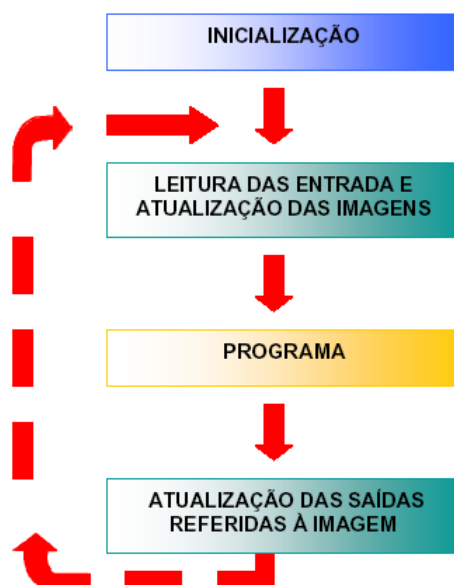 INICIALIZAÇÃO
LEITURA DAS ENTRADA E
ATUALIZAÇÃO DAS IMAGENS
PROGRAMA
ATUALIZAÇÃO DAS SAÍDAS
REFERIDAS À IMAGEM